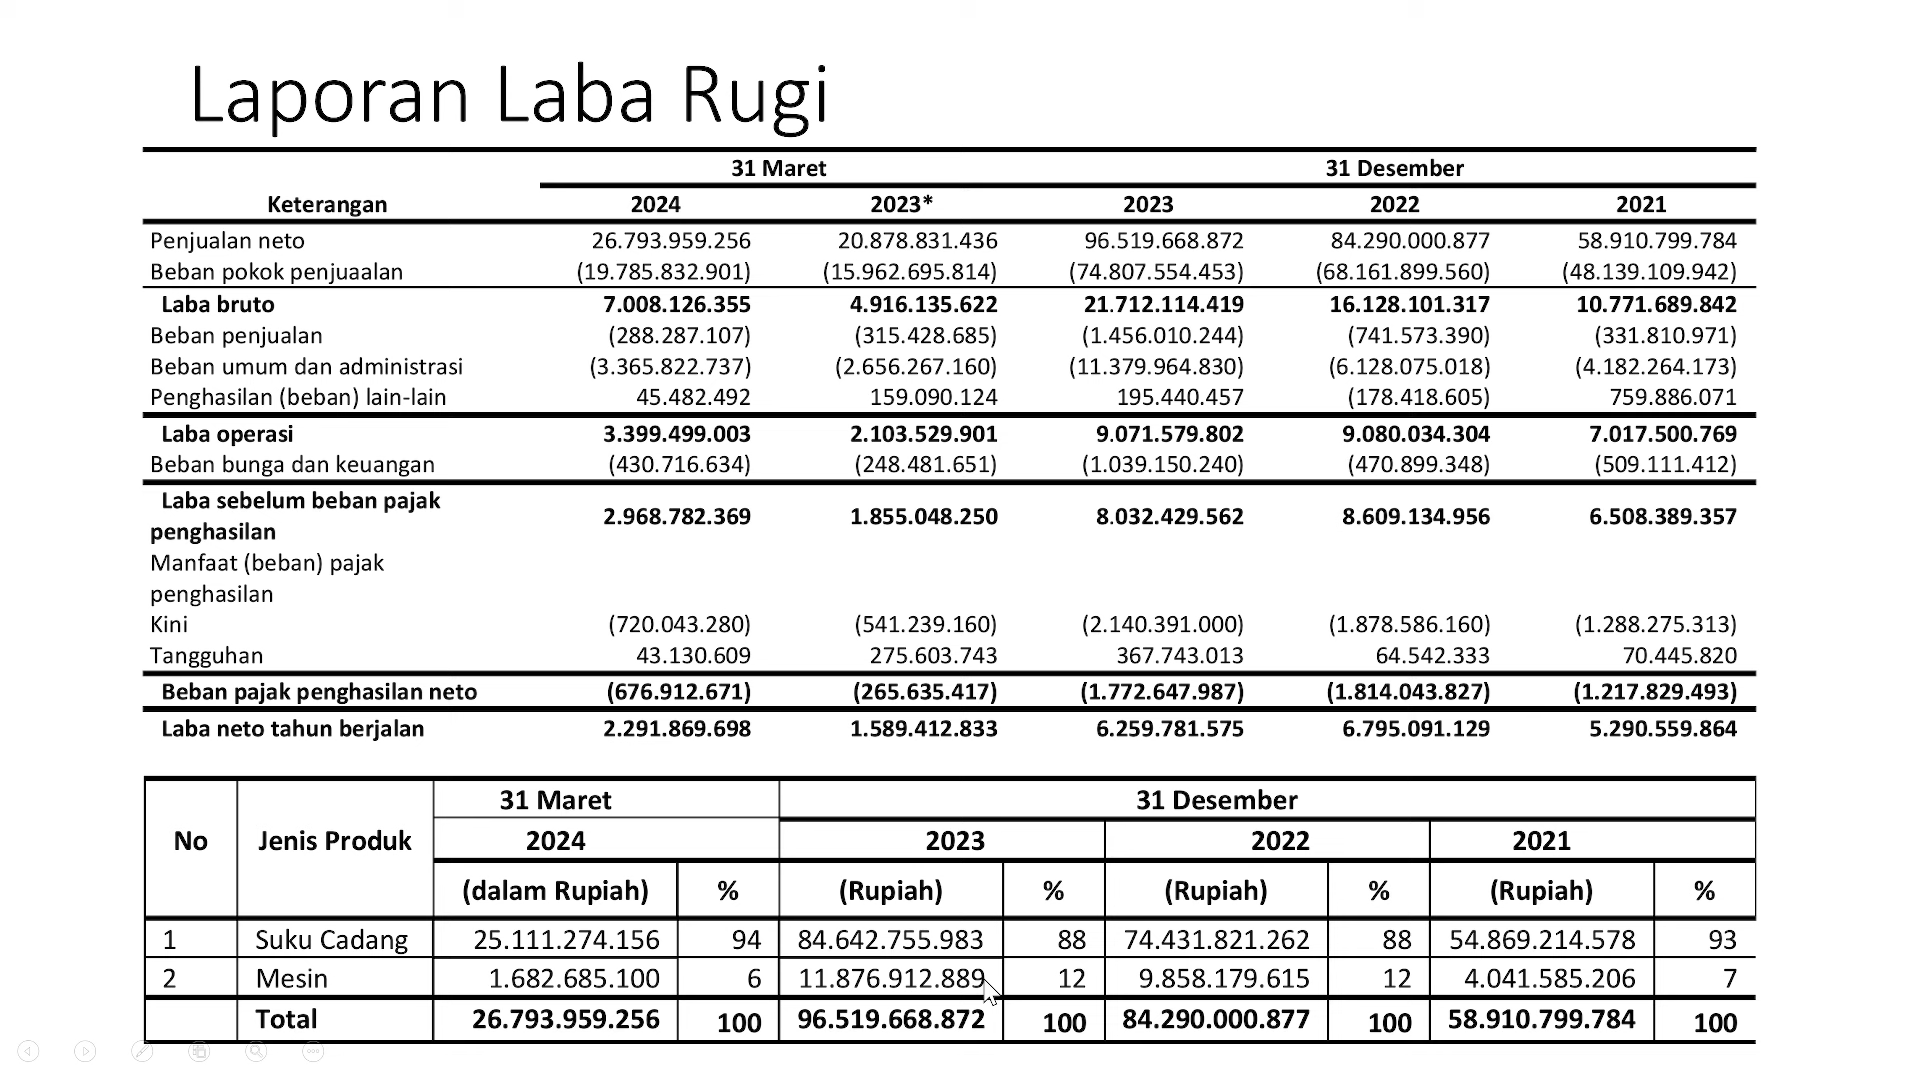 Laporan Laba Rugi
31 Maret 31 Desember
Keterangan 2024 2023* 2023 2022 2021
Penjualan neto 26.793.959.256 20.878.831.436 96.519.668.872 84.290.000.877 58.910.799.784
Beban pokok penjuaalan (19.785.832.901) (15.962.695.814) (74.807.554.453) (68.161.899.560) (48.139.109.942)
Laba bruto 7.008.126.355 4.916.135.622 21.712.114.419 16.128.101.317 10.771.689.842
Beban penjualan (288.287.107) (315.428.685) (1.456.010.244) (741.573.390) (331.810.971)
Beban umum dan administrasi (3.365.822.737) (2.656.267.160) (11.379.964.830) (6.128.075.018) (4.182.264.173)
Penghasilan (beban) lain-lain 45.482.492 159.090.124 195.440.457 (178.418.605) 759.886.071
Laba operasi 3.399.499.003 2.103.529.901 9.071.579.802 9.080.034.304 7.017.500.769
Beban bunga dan keuangan (430.716.634) (248.481.651) (1.039.150.240) (470.899.348) (509.111.412)
Laba sebelum beban pajak
penghasilan 2.968.782.369 1.855.048.250 8.032.429.562 8.609.134.956 6.508.389.357
Manfaat (beban) pajak
penghasilan
Kini (720.043.280) (541.239.160) (2.140.391.000) (1.878.586.160) (1.288.275.313)
Tangguhan 43.130.609 275.603.743 367.743.013 64.542.333 70.445.820
Beban pajak penghasilan neto (676.912.671) (265.635.417) (1.772.647.987) (1.814.043.827) (1.217.829.493)
Laba neto tahun berjalan 2.291.869.698 1.589.412.833 6.259.781.575 6.795.091.129 5.290.559.864
31 Maret 31 Desember
No Jenis Produk 2024 2023 2022 2021
(dalam Rupiah) % (Rupiah) % (Rupiah) % (Rupiah) %
1 Suku Cadang 25.111.274.156 94 84.642.755.983 88 74.431.821.262 88 54.869.214.578 93
2 Mesin 1.682.685.100 6 11.876.912.889 12 9.858.179.615 12 4.041.585.206 7
Total 26.793.959.256 100 96.519.668.872 100 84.290.000.877 100 58.910.799.784 100